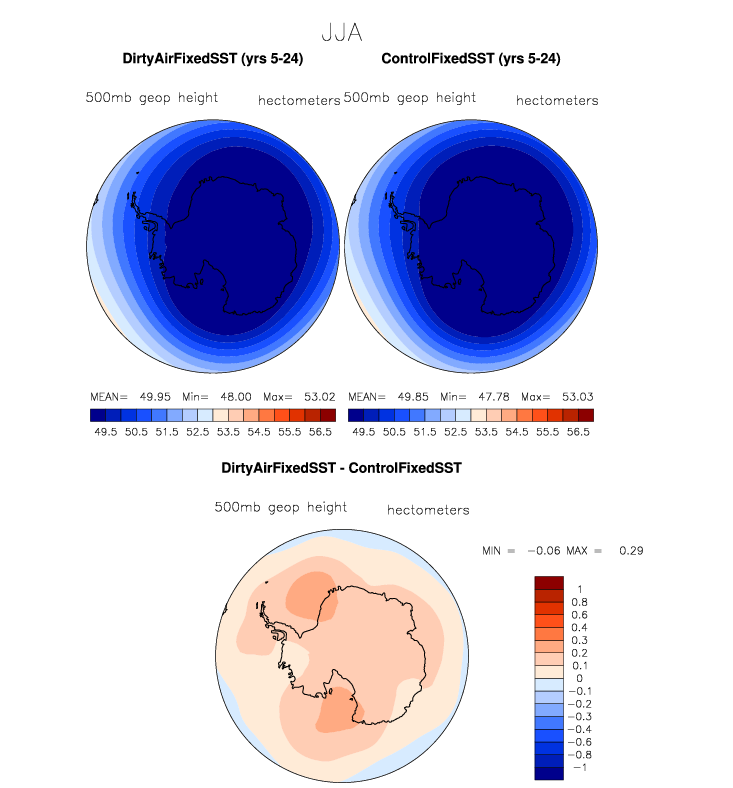 JJA
DirtyAirFixedSST (yrs 5-24) ControlFixedSST (yrs 5-24)
500mb geop height hectometers 500mb geop height hectometers
MEAN= 49.95 Min= 48.00 Max= 53.02 MEAN= 49.85 Min= 47.78 Max= 53.03
49.5 50.5 51.5 52.5 53.5 54.5 55.5 56.5 49.5 50.5 51.5 52.5 53.5 54.5 55.5 56.5
DirtyAirFixedSST - ControlFixedSST
500mb geop height hectometers
MIN = -0.06 MAX = 0.29
1
0.8
0.6
0.4
0.3
0.2
0.1
0
-0.1
-0.2
-0.3
-0.4
-0.6
-0.8
-1